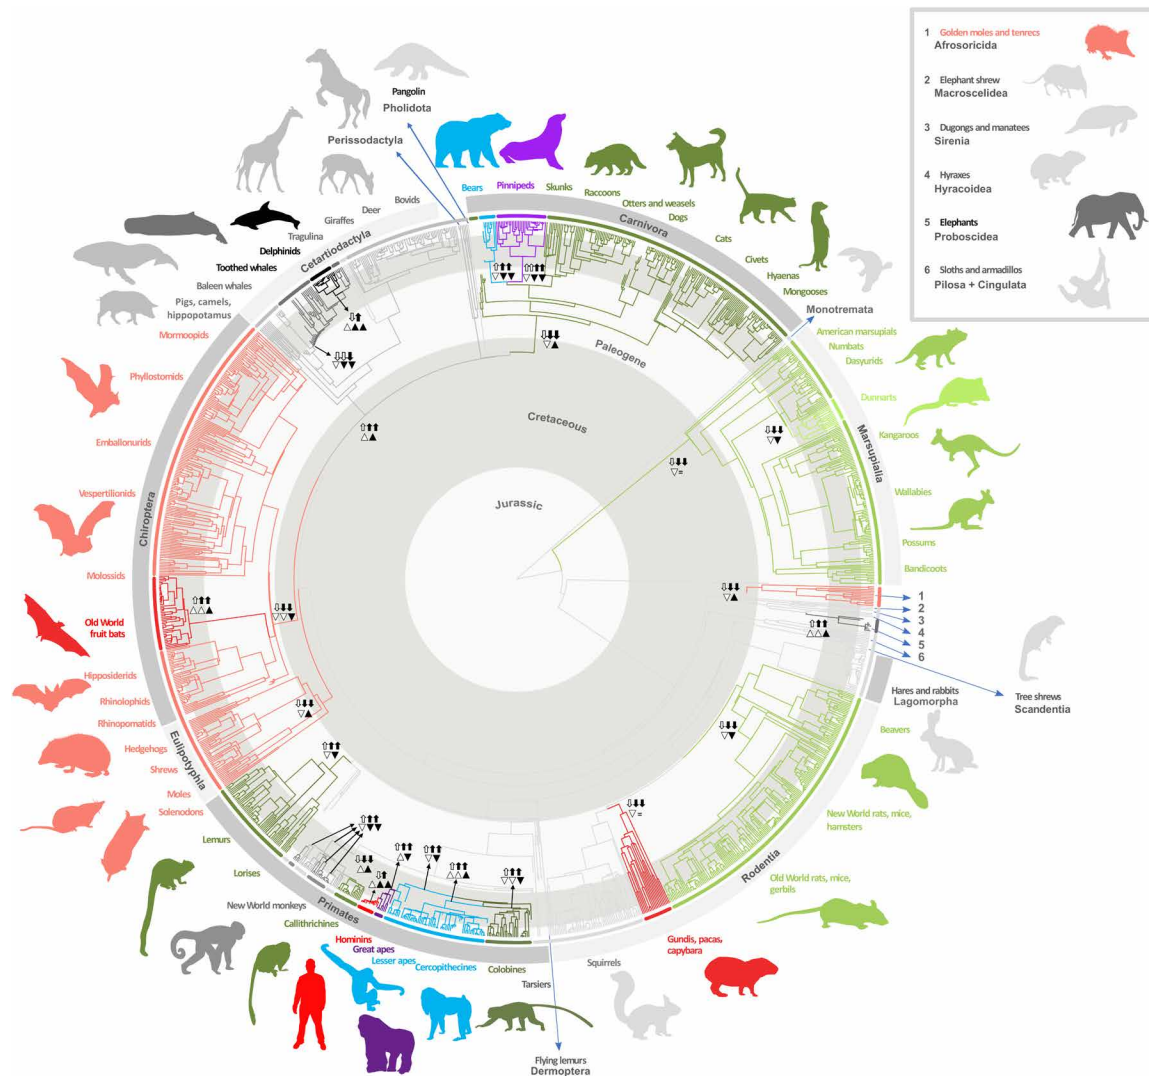 1 Golden moles and tenrecs
Afrosoricida
2 Elephant shrew
Macroscelidea
3 Dugongs and manatees
Sirenia
4 Hyraxes
Hyracoidea
5 Elephants
Proboscidea
6 Sloths and armadillos
Pilosa + Cingulata
Pangolin
Pholidota
Perissodactyla
Bears
Pinnipeds
Skunks
Raccoons
Otters and weasels
Dogs
Cats
Civets
Hyaenas
Mongooses
Carnivora
Monotremata
American marsupials
Numbats
Dasyurids
Dunnarts
Kangaroos
Wallabies
Possums
Bandicoots
Marsupialia
1
2
3
4
5
6
Tree shrews
Scandentia
Hares and rabbits
Lagomorpha
Beavers
New World rats, mice,
hamsters
Old World rats, mice,
gerbils
Rodentia
Gundis, pacas,
capybara
Squirrels
Flying lemurs
Dermoptera
Tarsiers
Colobines
Cercopithecines
Lesser apes
Great apes
Hominins
Callithrichines
New World monkeys
Lorises
Lemurs
Primates
Solenodons
Moles
Shrews
Hedgehogs
Eulipotyphla
Rhinopomatids
Rhinolophids
Hipposiderids
Old World
fruit bats
Molossids
Vespertilionids
Emballonurids
Phyllostomids
Mormoopids
Chiroptera
Pigs, camels,
hippopotamus
Baleen whales
Toothed whales
Delphinids
Tragulina
Giraffes
Deer
Bovids
Cetartiodactyla
Paleogene
Cretaceous
Jurassic
=
=